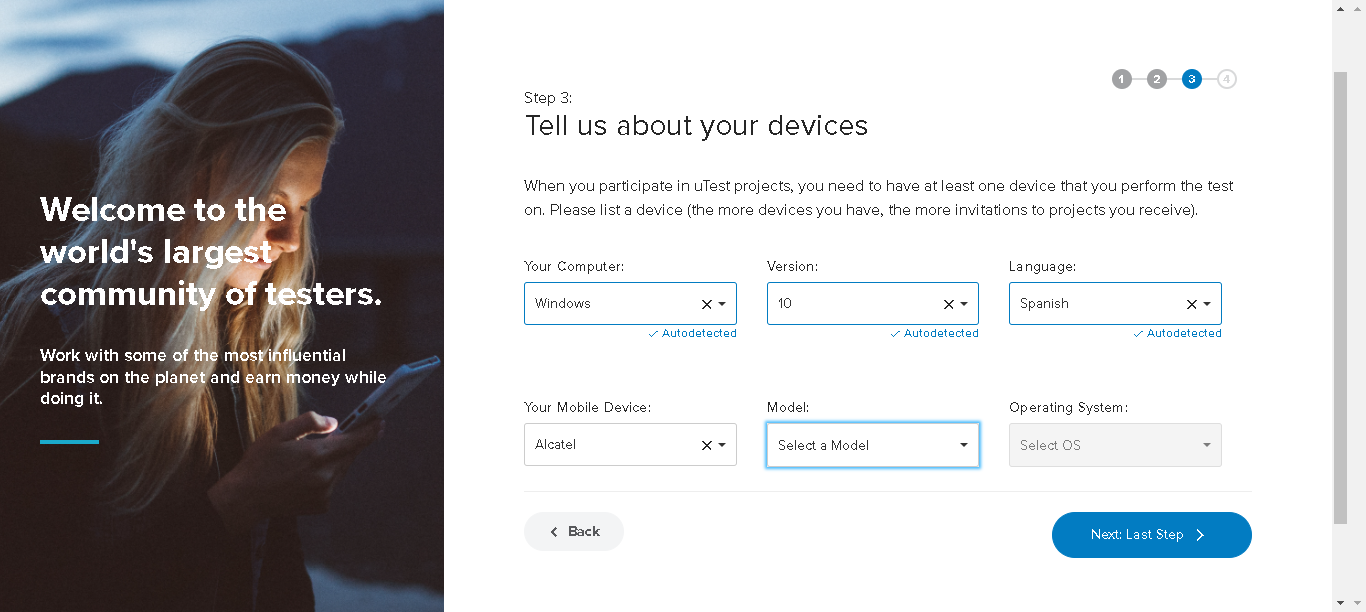 Welcome to the
world's largest
community of testers.
Work with some of the most influential
brands on the planet and earn money while
doing it.
1 2 3 4
Step 3:
Tell us about your devices
When you participate in uTest projects, you need to have at least one device that you perform the test
on. Please list a device (the more devices you have, the more invitations to projects you receive).
Your Computer: Version: Language:
Windows 10 Spanish
Autodetected Autodetected Autodetected
Your Mobile Device: Model: Operating System:
Alcatel Select a Model Select OS
Back Next: Last Step